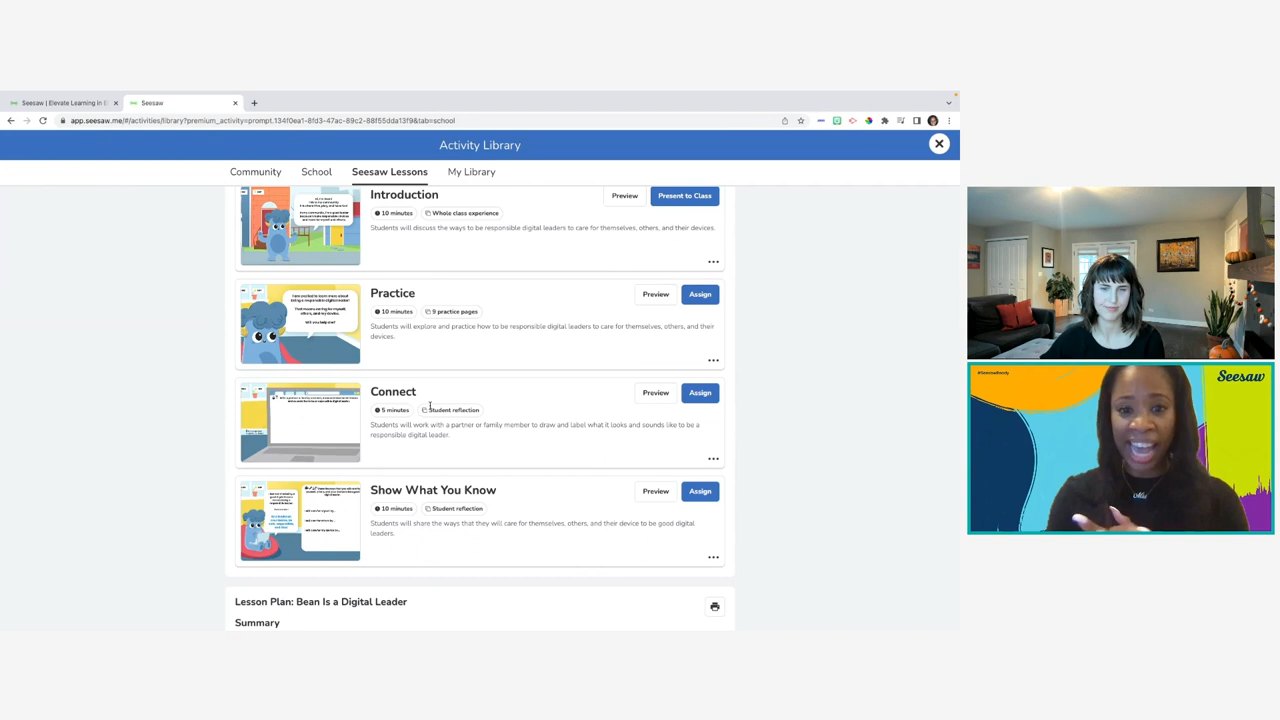 Seesaw | Elevate Learning in El
Seesaw
app.seesaw.me/#/activities/library?premium_activity=prompt.134f0ea1-8fd3-47ac-89c2-88f55dda13f9&tab=school
Activity Library
Community School Seesaw Lessons My Library
Introduction Preview Present to Class
10 minutes Whole class experience
Students will discuss the ways to be responsible digital leaders to care for themselves, others, and their devices.
Practice Preview Assign
10 minutes 9 practice pages
Students will explore and practice how to be responsible digital leaders to care for themselves, others, and their
devices.
Connect Preview Assign
5 minutes Student reflection
Students will work with a partner or family member to draw and label what it looks and sounds like to be a
responsible digital leader.
Show What You Know Preview Assign
10 minutes Student reflection
Students will share the ways that they will care for themselves, others, and their device to be good digital
leaders.
Lesson Plan: Bean Is a Digital Leader
Summary
#SeesawReady
Seesaw